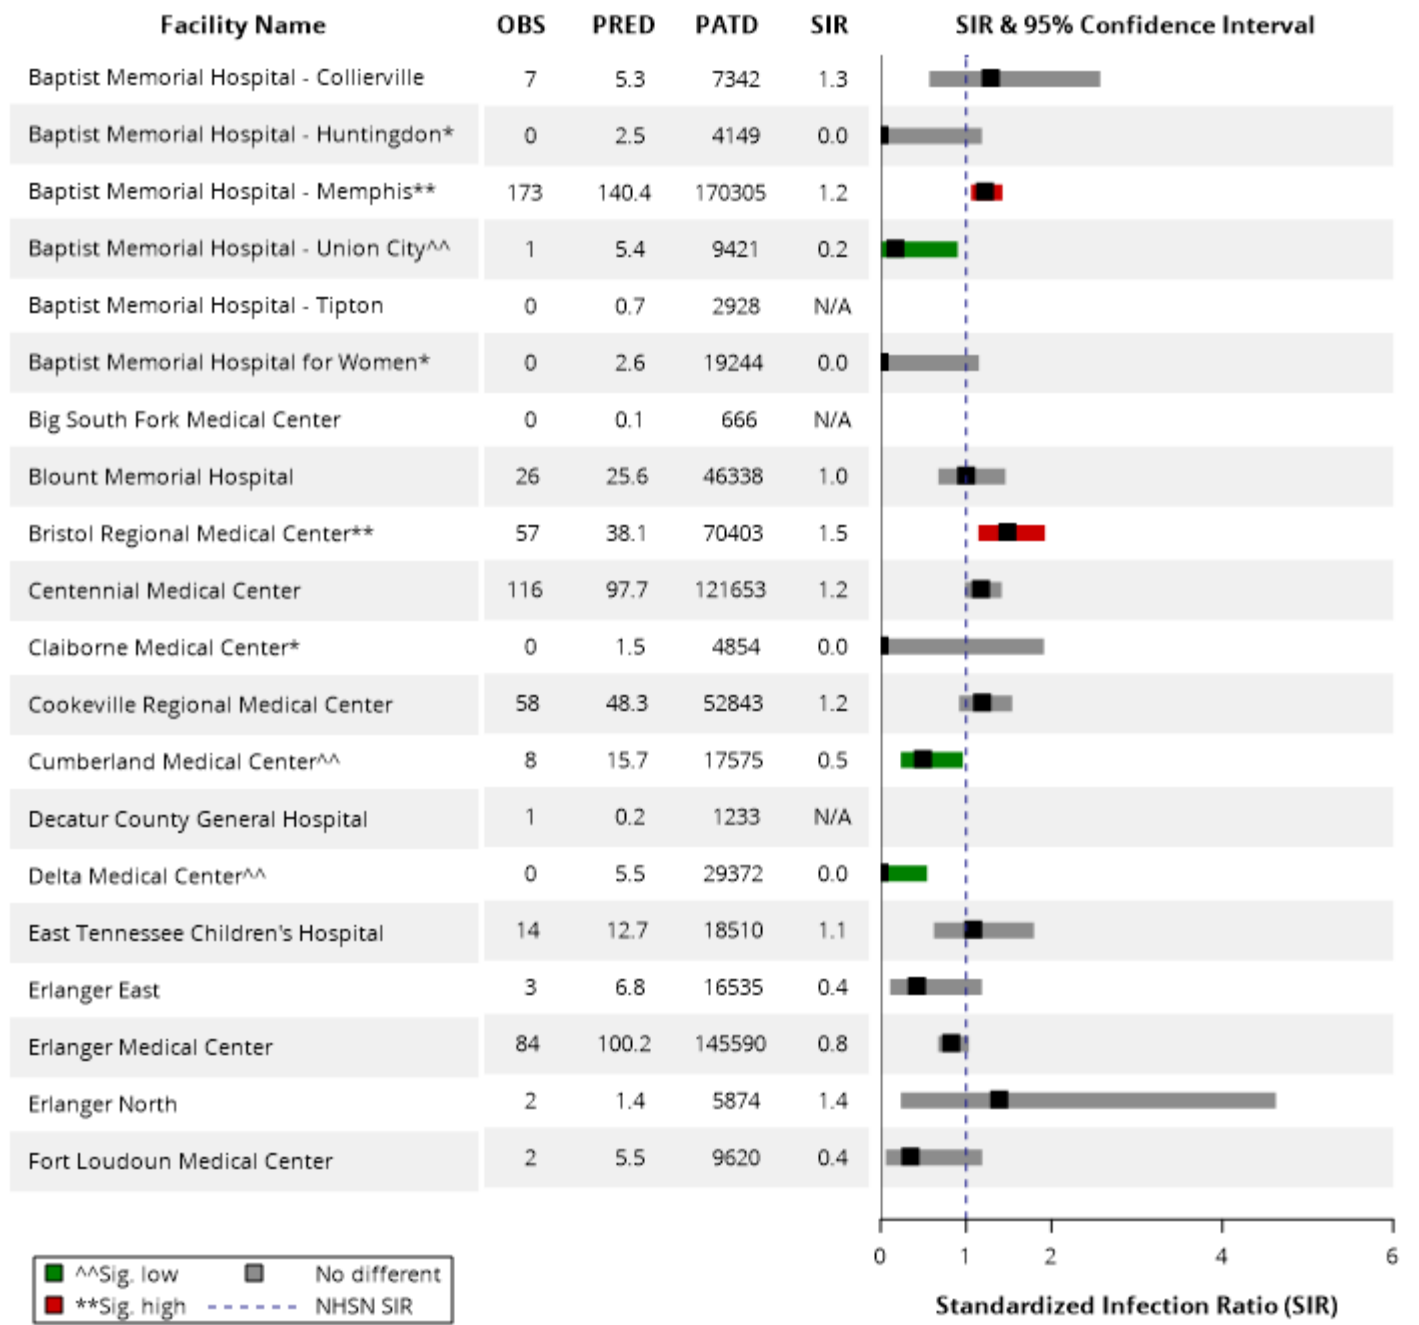 Facility Name OBS PRED PATD SIR SIR & 95% Confidence Interval
Baptist Memorial Hospital - Collierville 7 5.3 7342 1.3
Baptist Memorial Hospital - Huntingdon* 0 2.5 4149 0.0
Baptist Memorial Hospital - Memphis** 173 140.4 170305 1.2
Baptist Memorial Hospital - Union City^^ 1 5.4 9421 0.2
Baptist Memorial Hospital - Tipton 0 0.7 2928 N/A
Baptist Memorial Hospital for Women* 0 2.6 19244 0.0
Big South Fork Medical Center 0 0.1 666 N/A
Blount Memorial Hospital 26 25.6 46338 1.0
Bristol Regional Medical Center** 57 38.1 70403 1.5
Centennial Medical Center 116 97.7 121653 1.2
Claiborne Medical Center* 0 1.5 4854 0.0
Cookeville Regional Medical Center 58 48.3 52843 1.2
Cumberland Medical Center^^ 8 15.7 17575 0.5
Decatur County General Hospital 1 0.2 1233 N/A
Delta Medical Center^^ 0 5.5 29372 0.0
East Tennessee Children's Hospital 14 12.7 18510 1.1
Erlanger East 3 6.8 16535 0.4
Erlanger Medical Center 84 100.2 145590 0.8
Erlanger North 2 1.4 5874 1.4
Fort Loudoun Medical Center 2 5.5 9620 0.4
0 1 2 4 6
^^Sig. low No different
**Sig. high NHSN SIR
Standardized Infection Ratio (SIR)